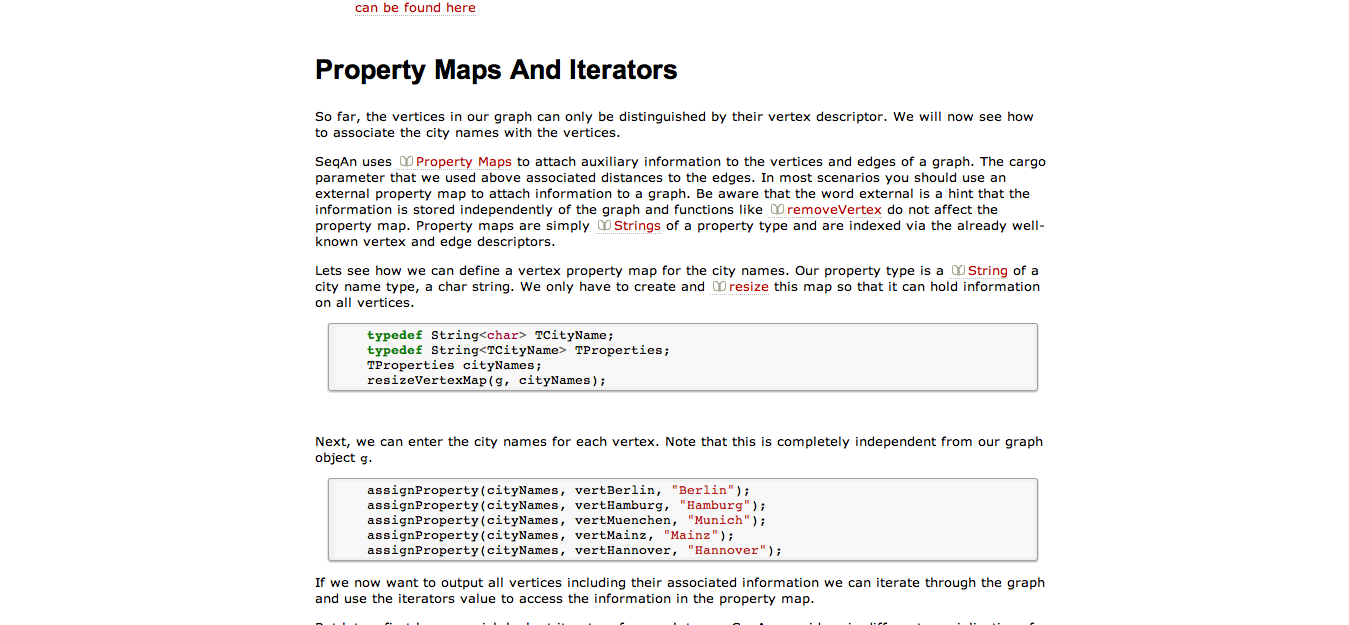 can be found here
Property Maps And Iterators
So far, the vertices in our graph can only be distinguished by their vertex descriptor. We will now see how
to associate the city names with the vertices.
SeqAn uses Property Maps to attach auxiliary information to the vertices and edges of a graph. The cargo
parameter that we used above associated distances to the edges. In most scenarios you should use an
external property map to attach information to a graph. Be aware that the word external is a hint that the
information is stored independently of the graph and functions like removeVertex do not affect the
property map. Property maps are simply Strings of a property type and are indexed via the already well-
known vertex and edge descriptors.
Lets see how we can define a vertex property map for the city names. Our property type is a String of a
city name type, a char string. We only have to create and resize this map so that it can hold information
on all vertices.
typedef String<char> TCityName;
typedef String<TCityName> TProperties;
TProperties cityNames;
resizeVertexMap(g, cityNames);
Next, we can enter the city names for each vertex. Note that this is completely independent from our graph
object g.
assignProperty(cityNames, vertBerlin, "Berlin");
assignProperty(cityNames, vertHamburg, "Hamburg");
assignProperty(cityNames, vertMuenchen, "Munich");
assignProperty(cityNames, vertMainz, "Mainz");
assignProperty(cityNames, vertHannover, "Hannover");
If we now want to output all vertices including their associated information we can iterate through the graph
and use the iterators value to access the information in the property map.